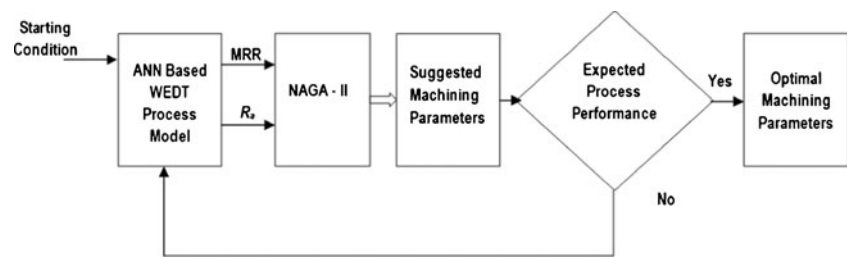 Starting
Condition
ANN Based
WEDT
Process
Model
MRR
Rₐ
NAGA - II
Suggested
Machining
Parameters
Expected
Process
Performance
Yes
No
Optimal
Machining
Parameters